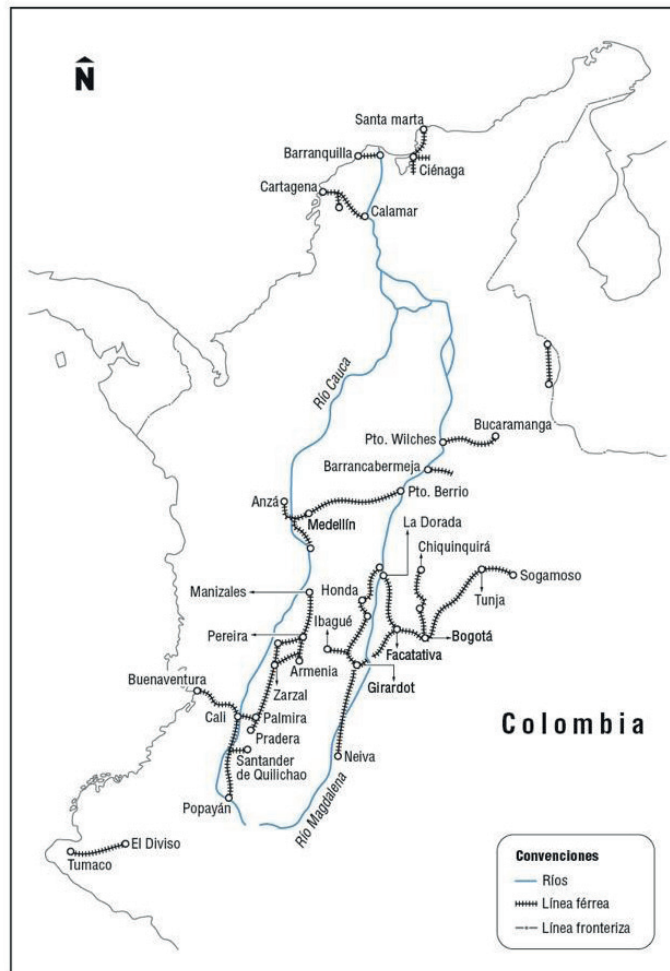 N
Santa marta
Barranquilla
Ciénaga
Cartagena
Calamar
Río Cauca
Bucaramanga
Pto. Wilches
Barrancabermeja
Pto. Berrio
Anzá
Medellín
La Dorada
Chiquinquirá
Manizales
Honda
Sogamoso
Tunja
Ibagué
Pereira
Bogotá
Facatativa
Armenia
Buenaventura
Girardot
Zarzal
Cali
Palmira
Pradera
Colombia
Santander
de Quilichao
Neiva
Popayán
Río Magdalena
El Diviso
Tumaco
Convenciones
Ríos
Línea férrea
Línea fronteriza